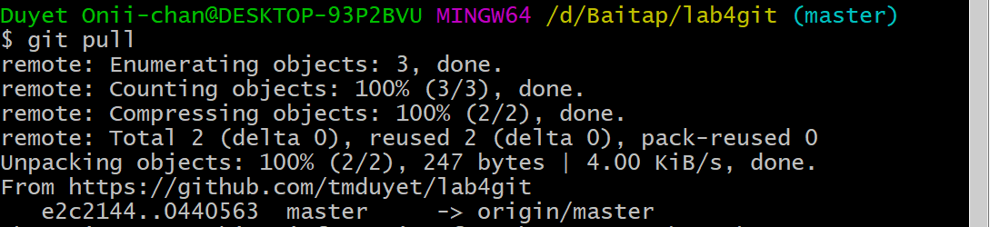 Duyet Onii-chan@DESKTOP-93P2BVU MINGW64 /d/Baitap/lab4git (master)
$ git pull
remote: Enumerating objects: 3, done.
remote: Counting objects: 100% (3/3), done.
remote: Compressing objects: 100% (2/2), done.
remote: Total 2 (delta 0), reused 2 (delta 0), pack-reused 0
Unpacking objects: 100% (2/2), 247 bytes | 4.00 KiB/s, done.
From https://github.com/tmduyet/lab4git
   e2c2144..0440563  master     -> origin/master